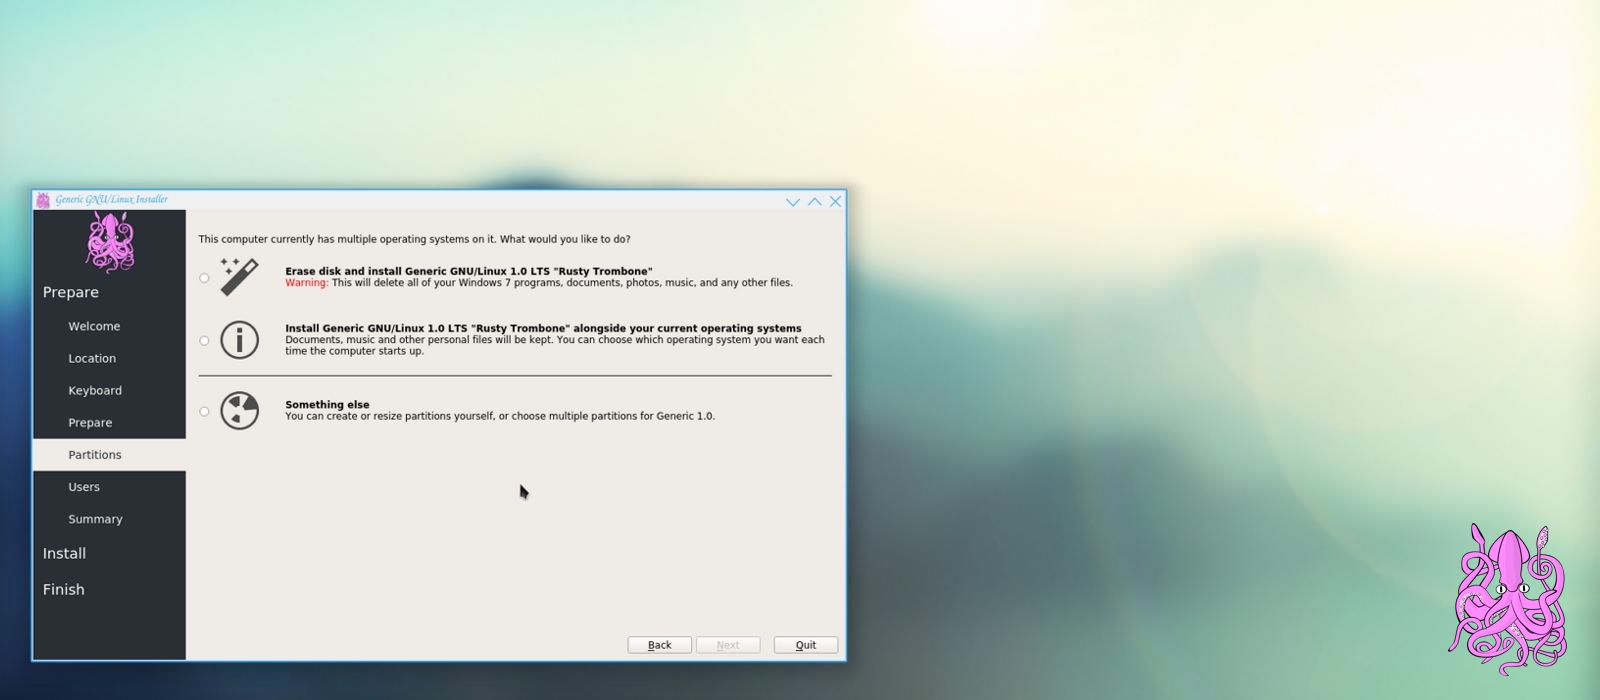 Generic GNU/Linux Installer
This computer currently has multiple operating systems on it. What would you like to do?
Erase disk and install Generic GNU/Linux 1.0 LTS "Rusty Trombone"
Warning: This will delete all of your Windows 7 programs, documents, photos, music, and any other files.
Install Generic GNU/Linux 1.0 LTS "Rusty Trombone" alongside your current operating systems
Documents, music and other personal files will be kept. You can choose which operating system you want each
time the computer starts up.
Something else
You can create or resize partitions yourself, or choose multiple partitions for Generic 1.0.
Prepare
Welcome
Location
Keyboard
Prepare
Partitions
Users
Summary
Install
Finish
Back
Next
Quit